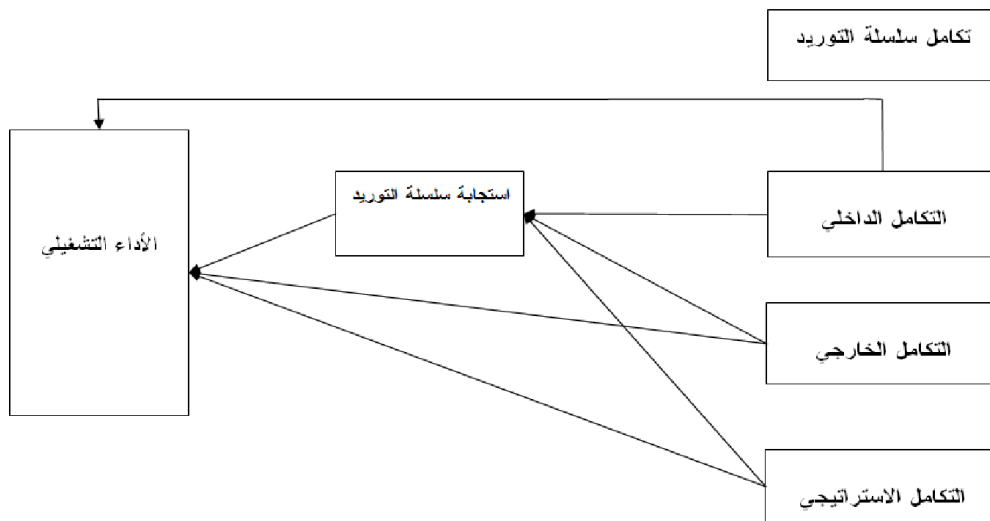 تكامل سلسلة التوريد
استجابة سلسلة التوريد
التكامل الداخلي
الأداء التشغيلي
التكامل الخارجي
التكامل الاستراتيجي